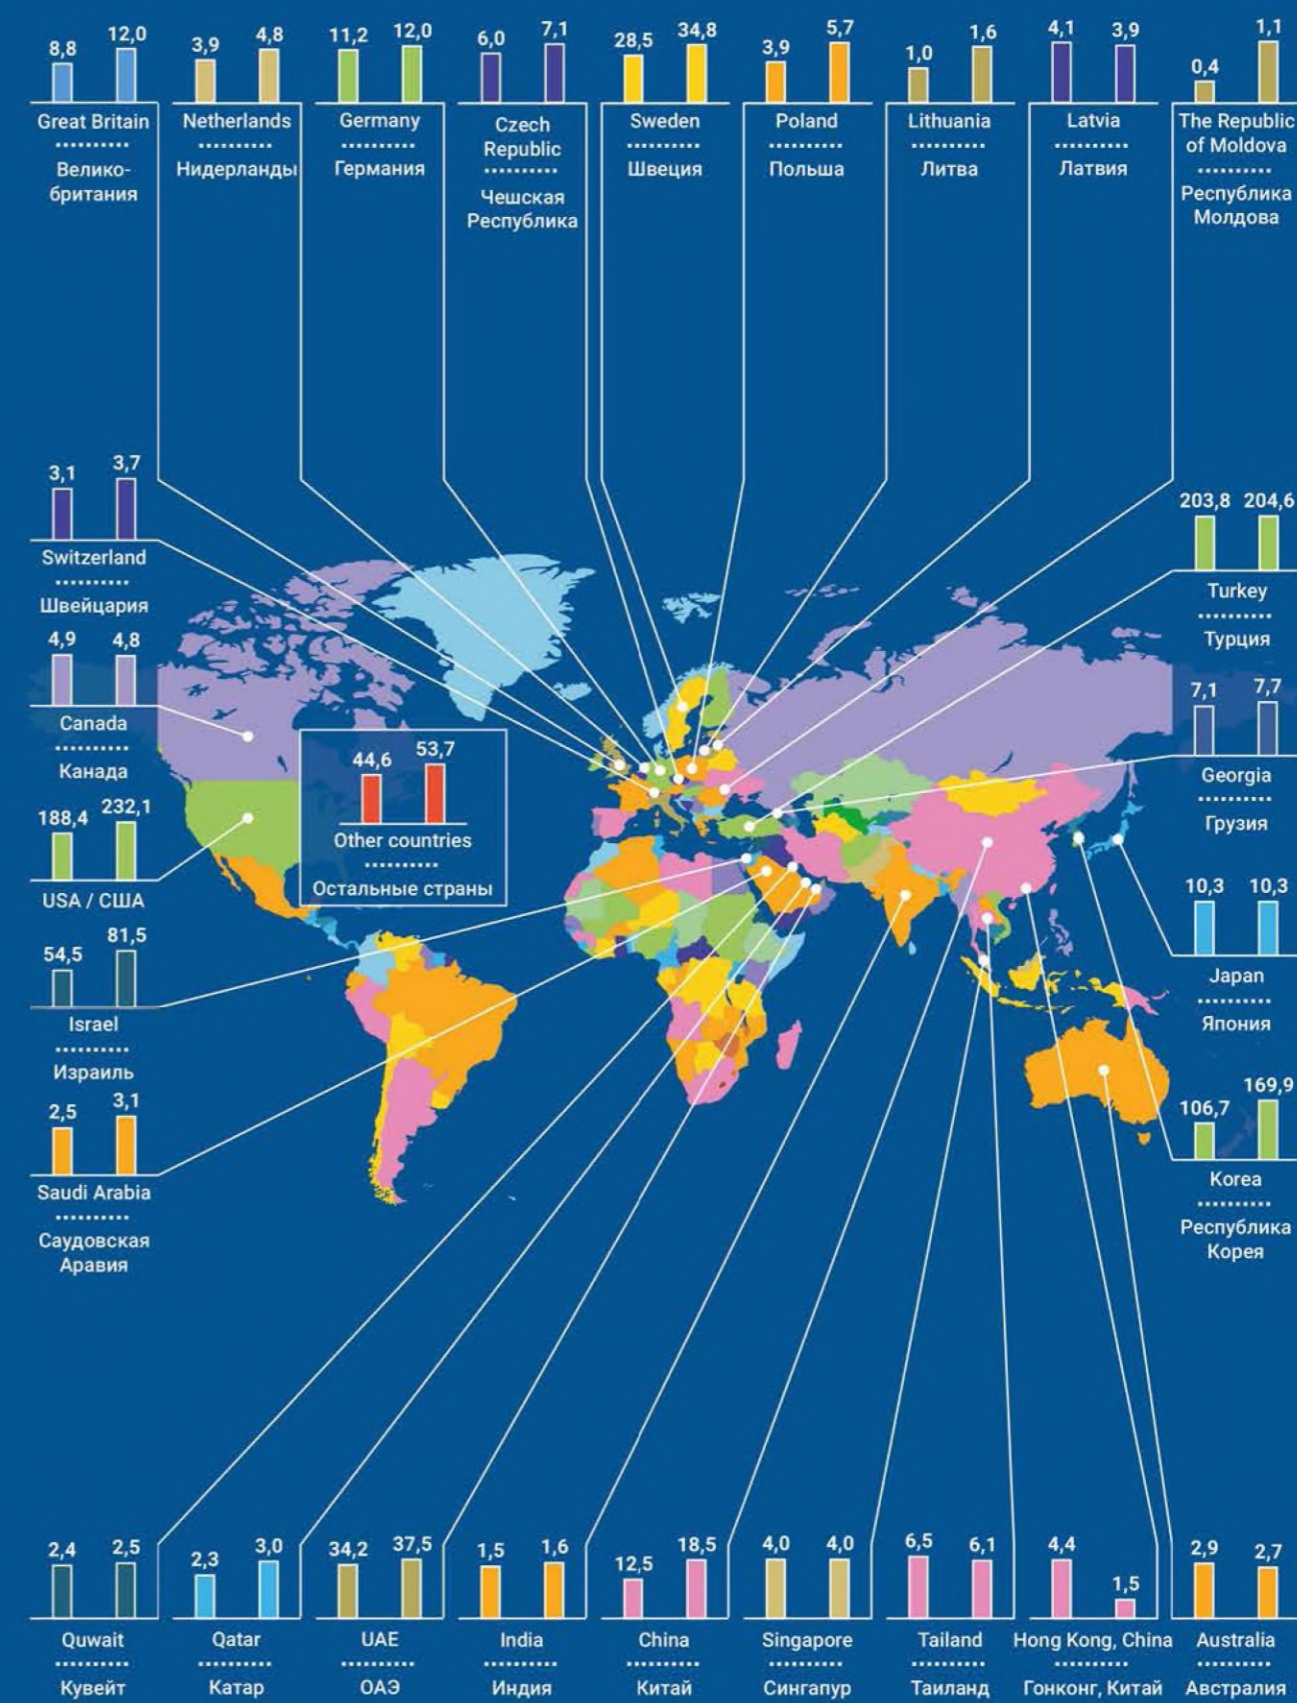 8,8 12,0
Great Britain
Велико-
британия
3,9 4,8
Netherlands
Нидерланды
11,2 12,0
Germany
Германия
6,0 7,1
Czech
Republic
Чешская
Республика
28,5 34,8
Sweden
Швеция
3,9 5,7
Poland
Польша
1,0 1,6
Lithuania
Литва
4,1 3,9
Latvia
Латвия
0,4 1,1
The Republic
of Moldova
Республика
Молдова
3,1 3,7
Switzerland
Швейцария
4,9 4,8
Canada
Канада
188,4 232,1
USA / США
54,5 81,5
Israel
Израиль
2,5 3,1
Saudi Arabia
Саудовская
Аравия
44,6 53,7
Other countries
Остальные страны
203,8 204,6
Turkey
Турция
7,1 7,7
Georgia
Грузия
10,3 10,3
Japan
Япония
106,7 169,9
Korea
Республика
Корея
2,4 2,5
Quwait
Кувейт
2,3 3,0
Qatar
Катар
34,2 37,5
UAE
ОАЭ
1,5 1,6
India
Индия
12,5 18,5
China
Китай
4,0 4,0
Singapore
Сингапур
6,5 6,1
Tailand
Таиланд
4,4 1,5
Hong Kong, China
Гонконг, Китай
2,9 2,7
Australia
Австралия